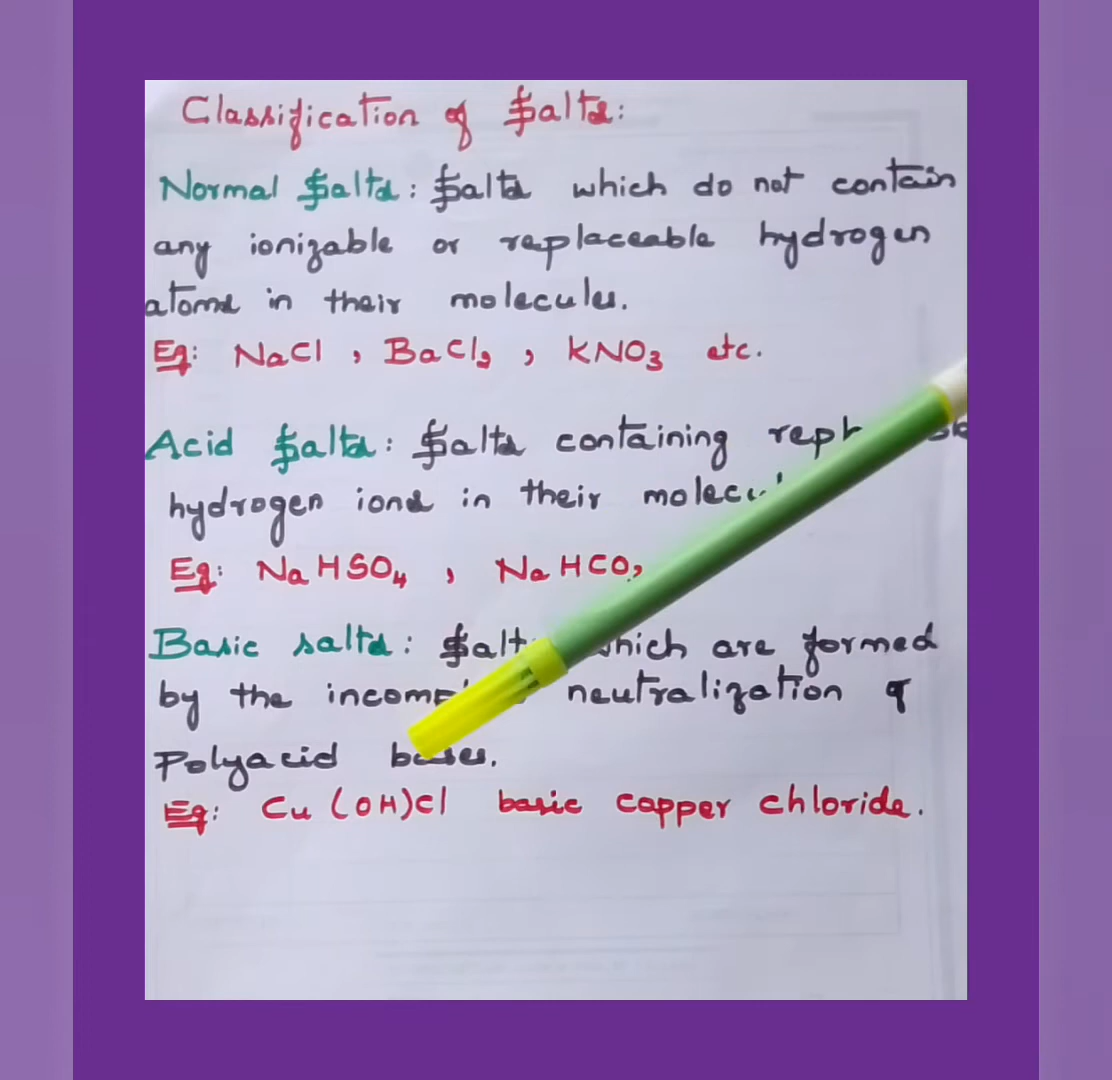 Classification of Salts:
Normal Salts: Salts which do not contain
any ionizable or replaceable hydrogen
atoms in their molecules.
Eg: NaCl, BaCl₂, KNO₃ etc.
Acid Salts: Salts containing
hydrogen ions in their
Eg: NaHSO₄, NaHCO₃
Basic salts: Salts which are formed
by the neutralization of
Polyacid bases.
Eg: Cu(OH)Cl basic copper chloride.